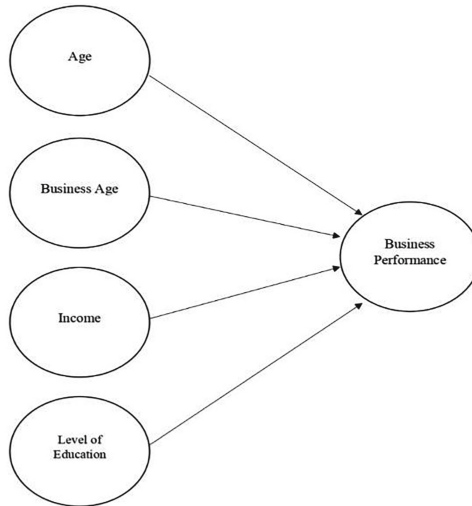 Age
Business Age
Income
Level of
Education
Business
Performance